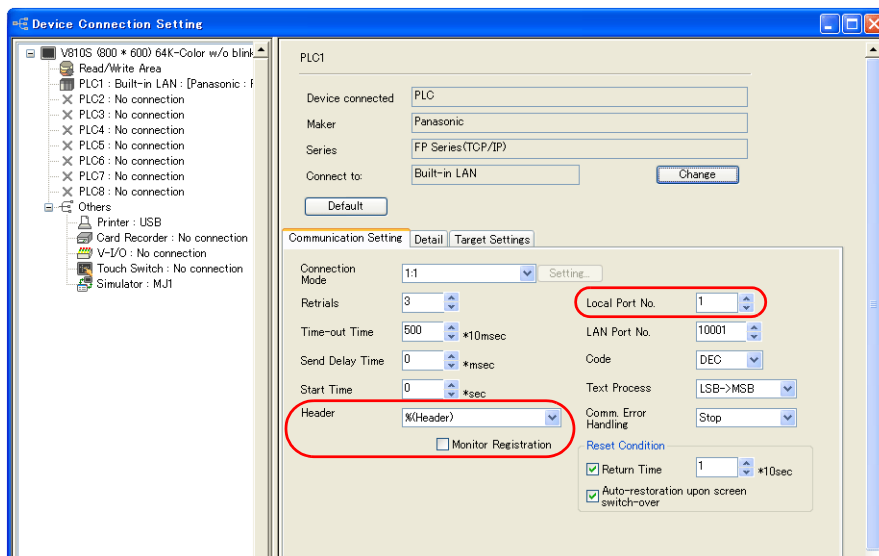 Device Connection Setting
V810S (800 * 600) 64K-Color w/o blink
Read/Write Area
PLC1 : Built-in LAN : [Panasonic : F
PLC2 : No connection
PLC3 : No connection
PLC4 : No connection
PLC5 : No connection
PLC6 : No connection
PLC7 : No connection
PLC8 : No connection
Others
Printer : USB
Card Recorder : No connection
V-I/O : No connection
Touch Switch : No connection
Simulator : MJ1
PLC1
Device connected PLC
Maker Panasonic
Series FP Series(TCP/IP)
Connect to: Built-in LAN Change
Default
Communication Setting Detail Target Settings
Connection Mode 1:1 Setting...
Retrials 3
Time-out Time 500 *10msec
Send Delay Time 0 *msec
Start Time 0 *sec
Header %(Header)
Monitor Registration
Local Port No. 1
LAN Port No. 10001
Code DEC
Text Process LSB->MSB
Comm. Error Handling Stop
Reset Condition
Return Time 1 *10sec
Auto-restoration upon screen
switch-over